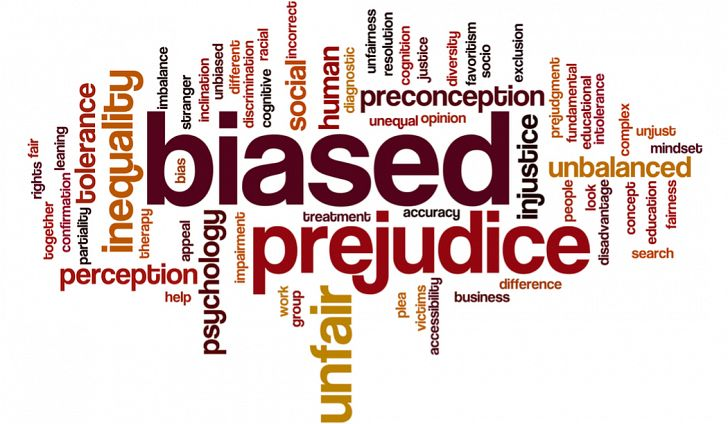 biased
prejudice
unfair
inequality
psychology
perception
preconception
injustice
unbalanced
tolerance
social
human
rights
fair
leaning
together
confirmation
partiality
imbalance
stranger
inclination
unbiased
different
discrimination
cognitive
racial
incorrect
diagnostic
unfairness
resolution
cognition
justice
diversity
favoritism
socio
exclusion
unequal
opinion
prejudgment
fundamental
educational
intolerance
complex
unjust
mindset
bias
therapy
appeal
help
impairment
treatment
accuracy
work
group
plea
victims
accessibility
business
difference
people
look
disadvantage
concept
education
fairness
search